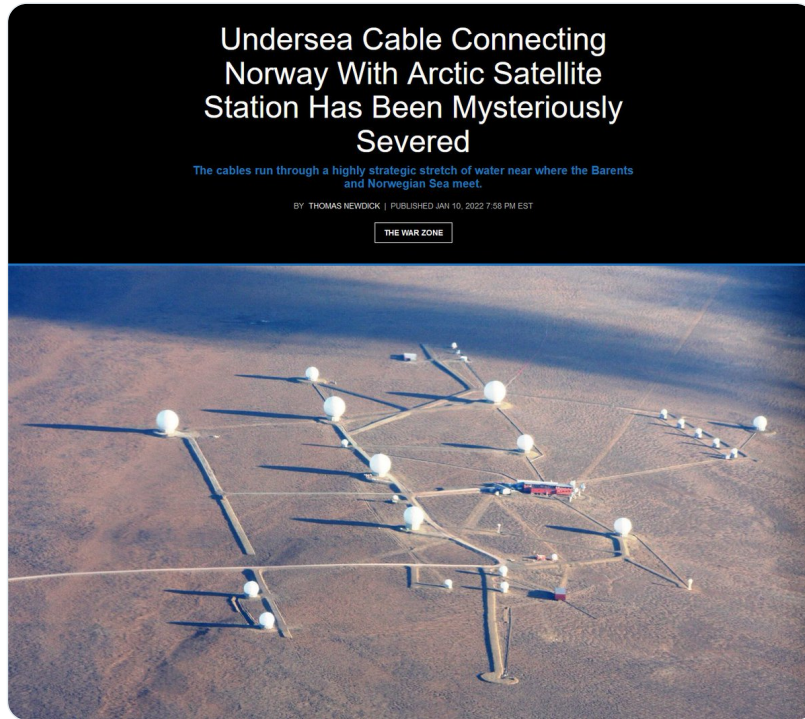 Undersea Cable Connecting
Norway With Arctic Satellite
Station Has Been Mysteriously
Severed
The cables run through a highly strategic stretch of water near where the Barents
and Norwegian Sea meet.
BY THOMAS NEWDICK | PUBLISHED JAN 10, 2022 7:58 PM EST
THE WAR ZONE